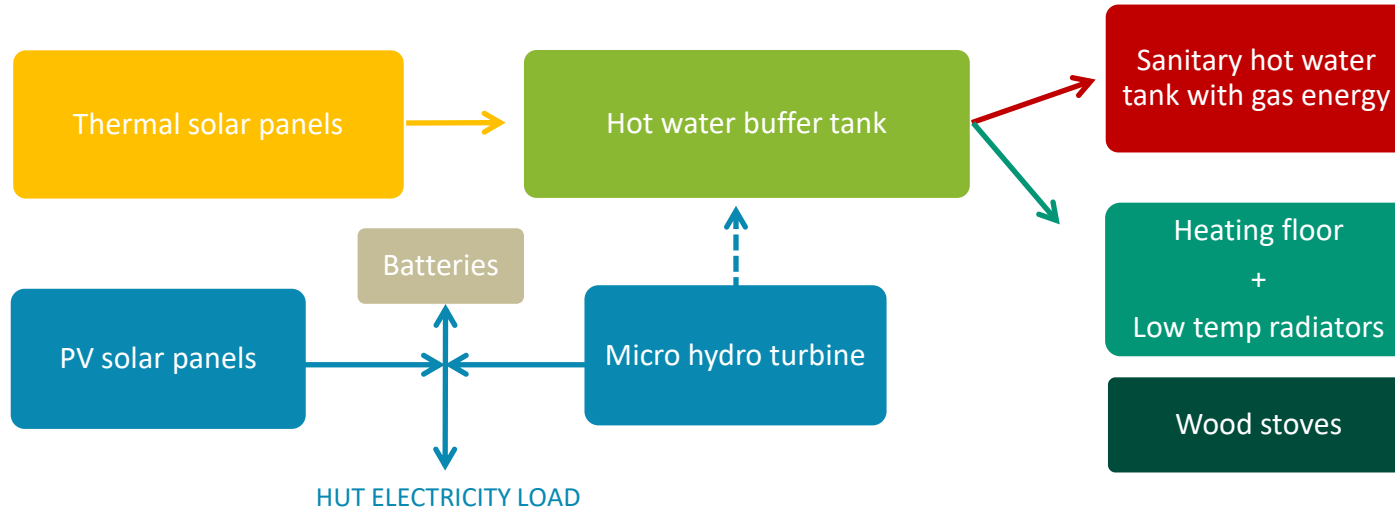 Thermal solar panels
Hot water buffer tank
Sanitary hot water
tank with gas energy
Batteries
PV solar panels
Micro hydro turbine
Heating floor
+
Low temp radiators
Wood stoves
HUT ELECTRICITY LOAD